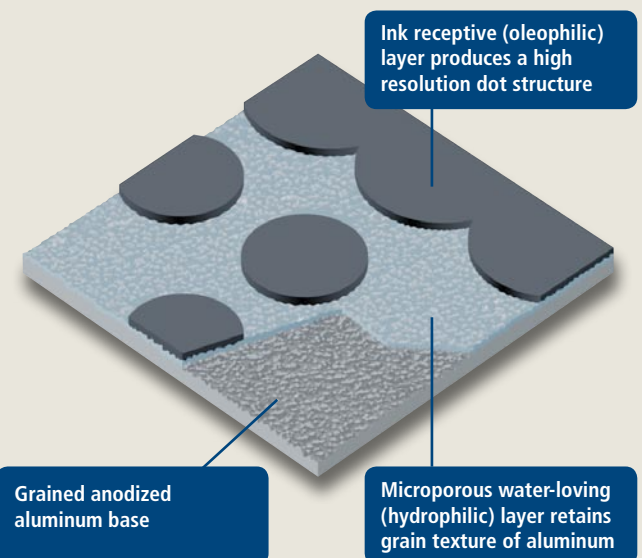 Ink receptive (oleophilic)
layer produces a high
resolution dot structure
Grained anodized
aluminum base
Microporous water-loving
(hydrophilic) layer retains
grain texture of aluminum